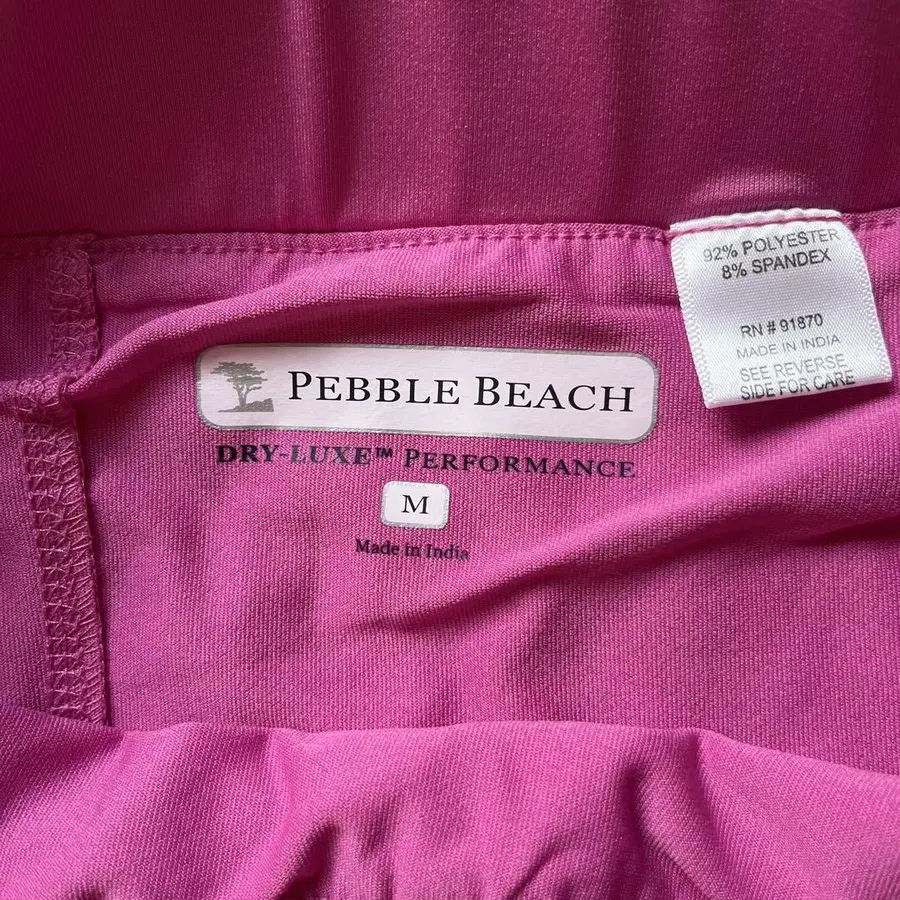 92% POLYESTER
8% SPANDEX
RN # 91870
MADE IN INDIA
SEE REVERSE
SIDE FOR CARE
PEBBLE BEACH
DRY-LUXE™ PERFORMANCE
M
Made in India